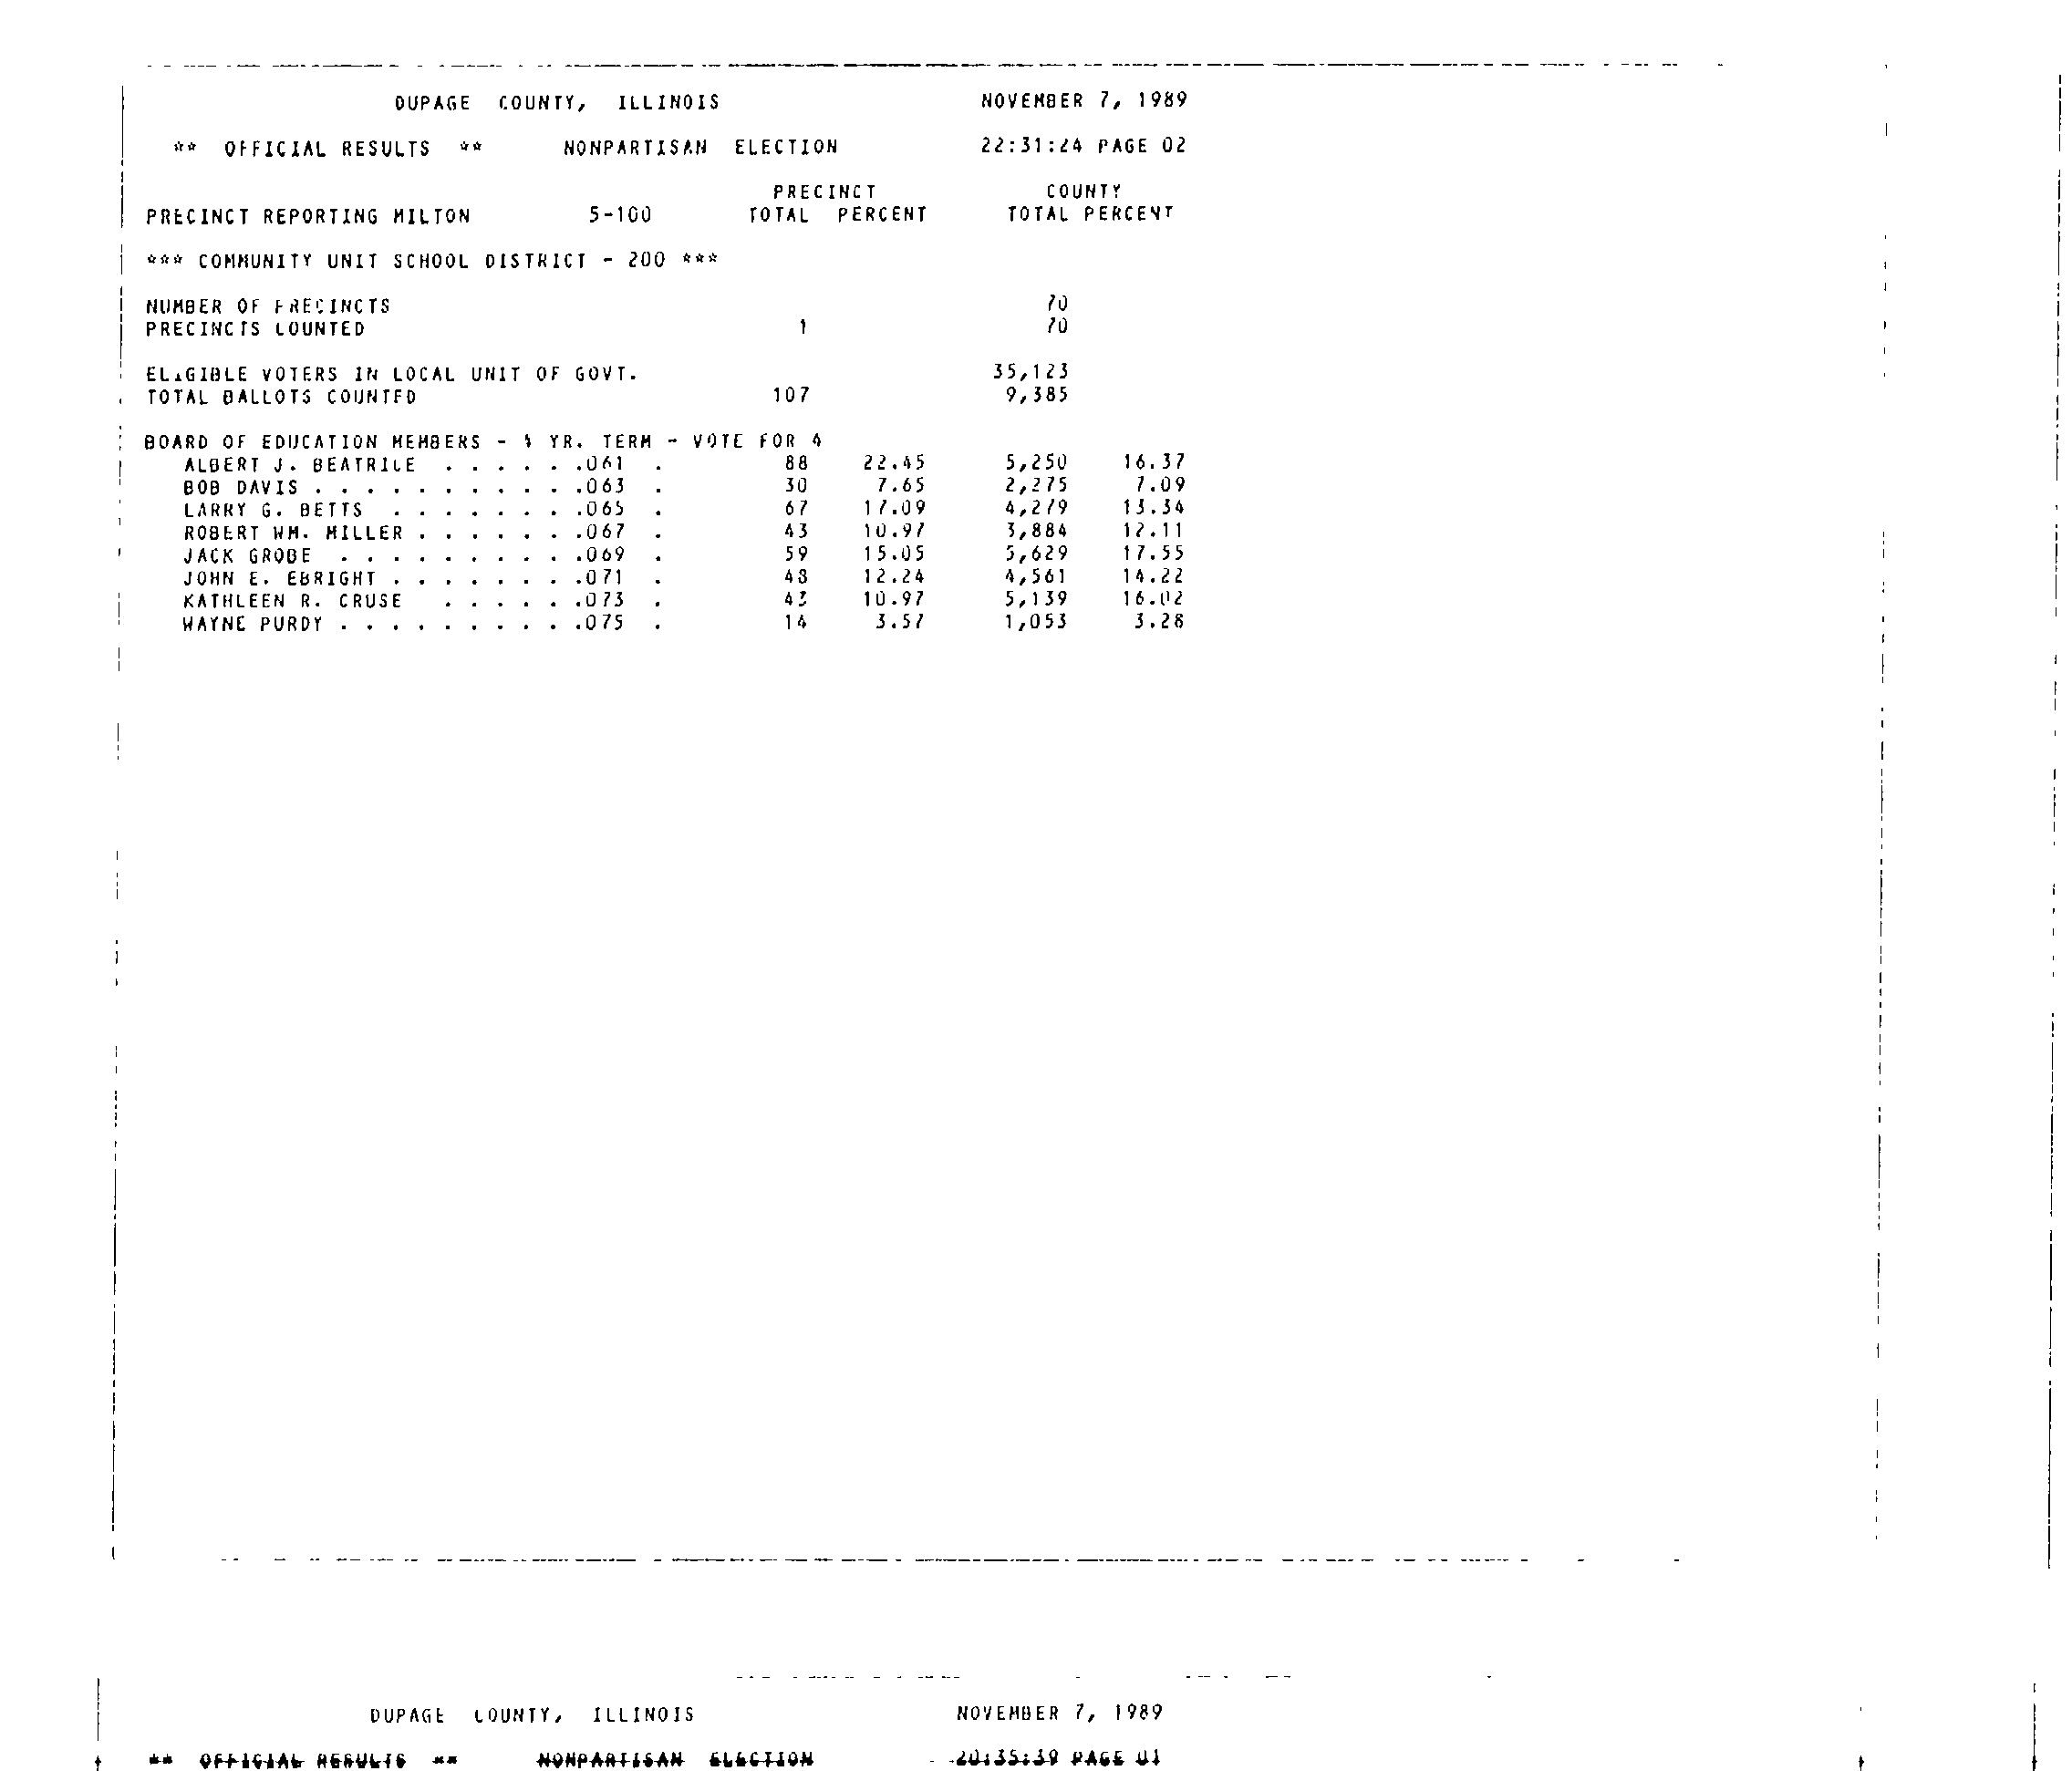 DUPAGE COUNTY, ILLINOIS NOVEMBER 7, 1989
** OFFICIAL RESULTS ** NONPARTISAN ELECTION 22:31:24 PAGE 02
PRECINCT COUNTY
PRECINCT REPORTING MILTON 5-100 TOTAL PERCENT TOTAL PERCENT
*** COMMUNITY UNIT SCHOOL DISTRICT - 200 ***
NUMBER OF PRECINCTS 70
PRECINCTS COUNTED 1 70
ELIGIBLE VOTERS IN LOCAL UNIT OF GOVT. 35,123
TOTAL BALLOTS COUNTED 107 9,385
BOARD OF EDUCATION MEMBERS - 4 YR. TERM - VOTE FOR 4
ALBERT J. BEATRICE . . . . . .061 . 88 22.45 5,250 16.37
BOB DAVIS . . . . . . . . . . .063 . 30 7.65 2,275 7.09
LARRY G. BETTS . . . . . . . .065 . 67 17.09 4,279 13.34
ROBERT WM. MILLER . . . . . . .067 . 43 10.97 3,884 12.11
JACK GROBE . . . . . . . . . .069 . 59 15.05 5,629 17.55
JOHN E. EBRIGHT . . . . . . . .071 . 48 12.24 4,561 14.22
KATHLEEN R. CRUSE . . . . . .073 . 43 10.97 5,139 16.02
WAYNE PURDY . . . . . . . . . .075 . 14 3.57 1,053 3.28
DUPAGE COUNTY, ILLINOIS NOVEMBER 7, 1989
** OFFICIAL RESULTS ** NONPARTISAN ELECTION 20:35:39 PAGE 01